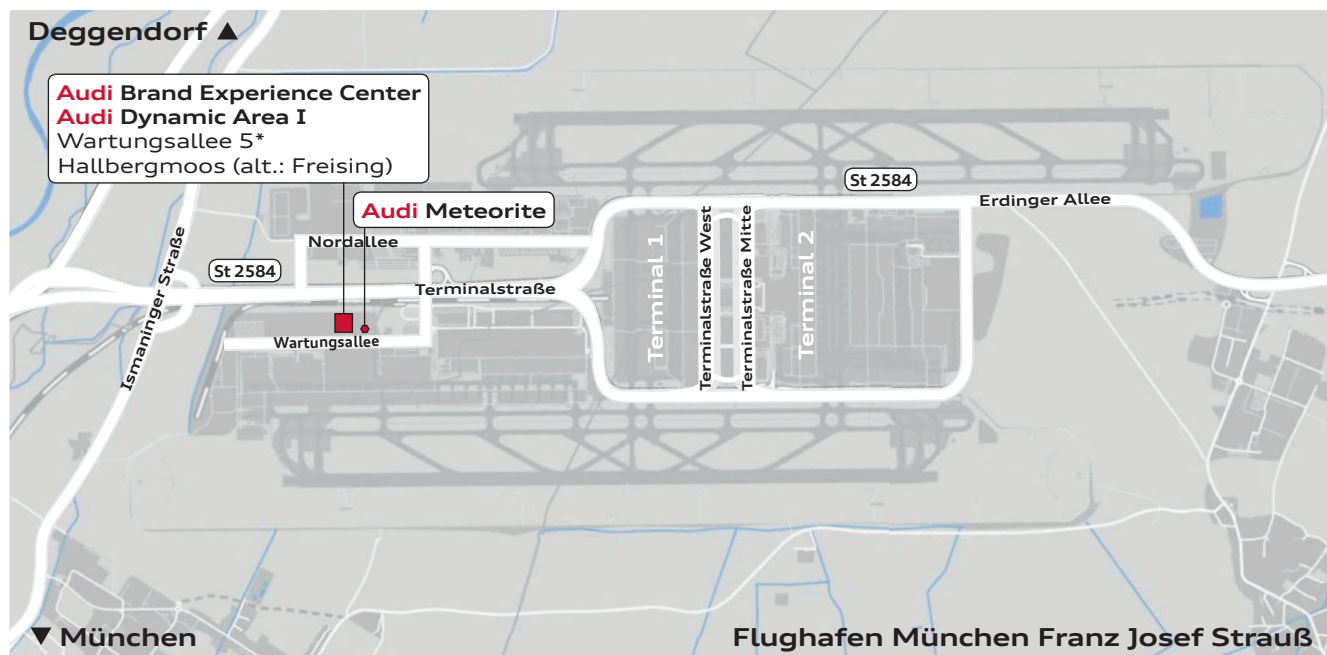 Deggendorf ▲
Audi Brand Experience Center
Audi Dynamic Area I
Wartungsallee 5*
Hallbergmoos (alt.: Freising)
Audi Meteorite
St 2584
Erdinger Allee
Nordallee
St 2584
Terminalstraße
Wartungsallee
Ismaninger Straße
Terminal 1
Terminalstraße West
Terminalstraße Mitte
Terminal 2
▼ München
Flughafen München Franz Josef Strauß